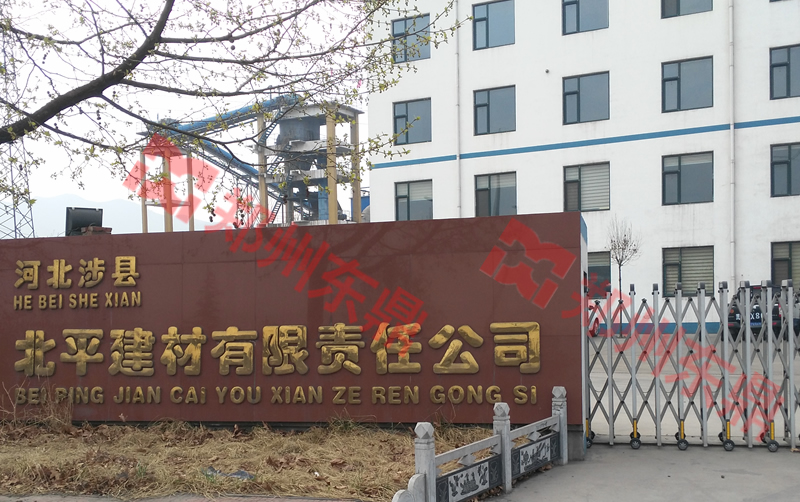 河北涉县
HE BEI SHE XIAN
北平建材有限责任公司
BEI PING JIAN CAi YOU XIAN ZE REN GONG Si
郑州东鼎
郑州东鼎